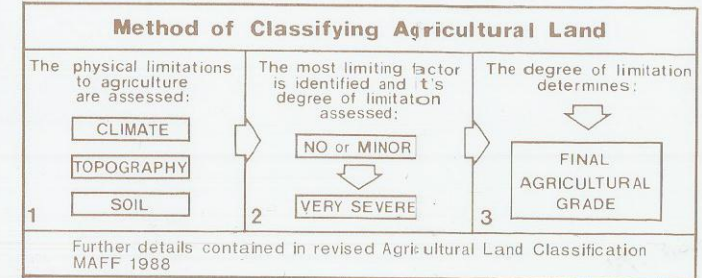 Method of Classifying Agricultural Land
The physical limitations
to agriculture
are assessed:
CLIMATE
TOPOGRAPHY
SOIL
1
The most limiting factor
is identified and it's
degree of limitaton
assessed:
NO or MINOR
VERY SEVERE
2
The degree of limitation
determines:
FINAL
AGRICULTURAL
GRADE
3
Further details contained in revised Agricultural Land Classification
MAFF 1988